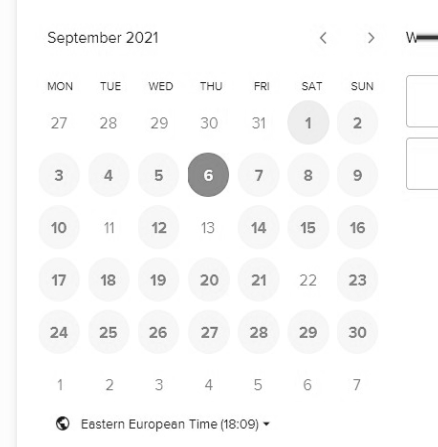 September 2021
MON TUE WED THU FRI SAT SUN
27 28 29 30 31 1 2
3 4 5 6 7 8 9
10 11 12 13 14 15 16
17 18 19 20 21 22 23
24 25 26 27 28 29 30
1 2 3 4 5 6 7
Eastern European Time (18:09)